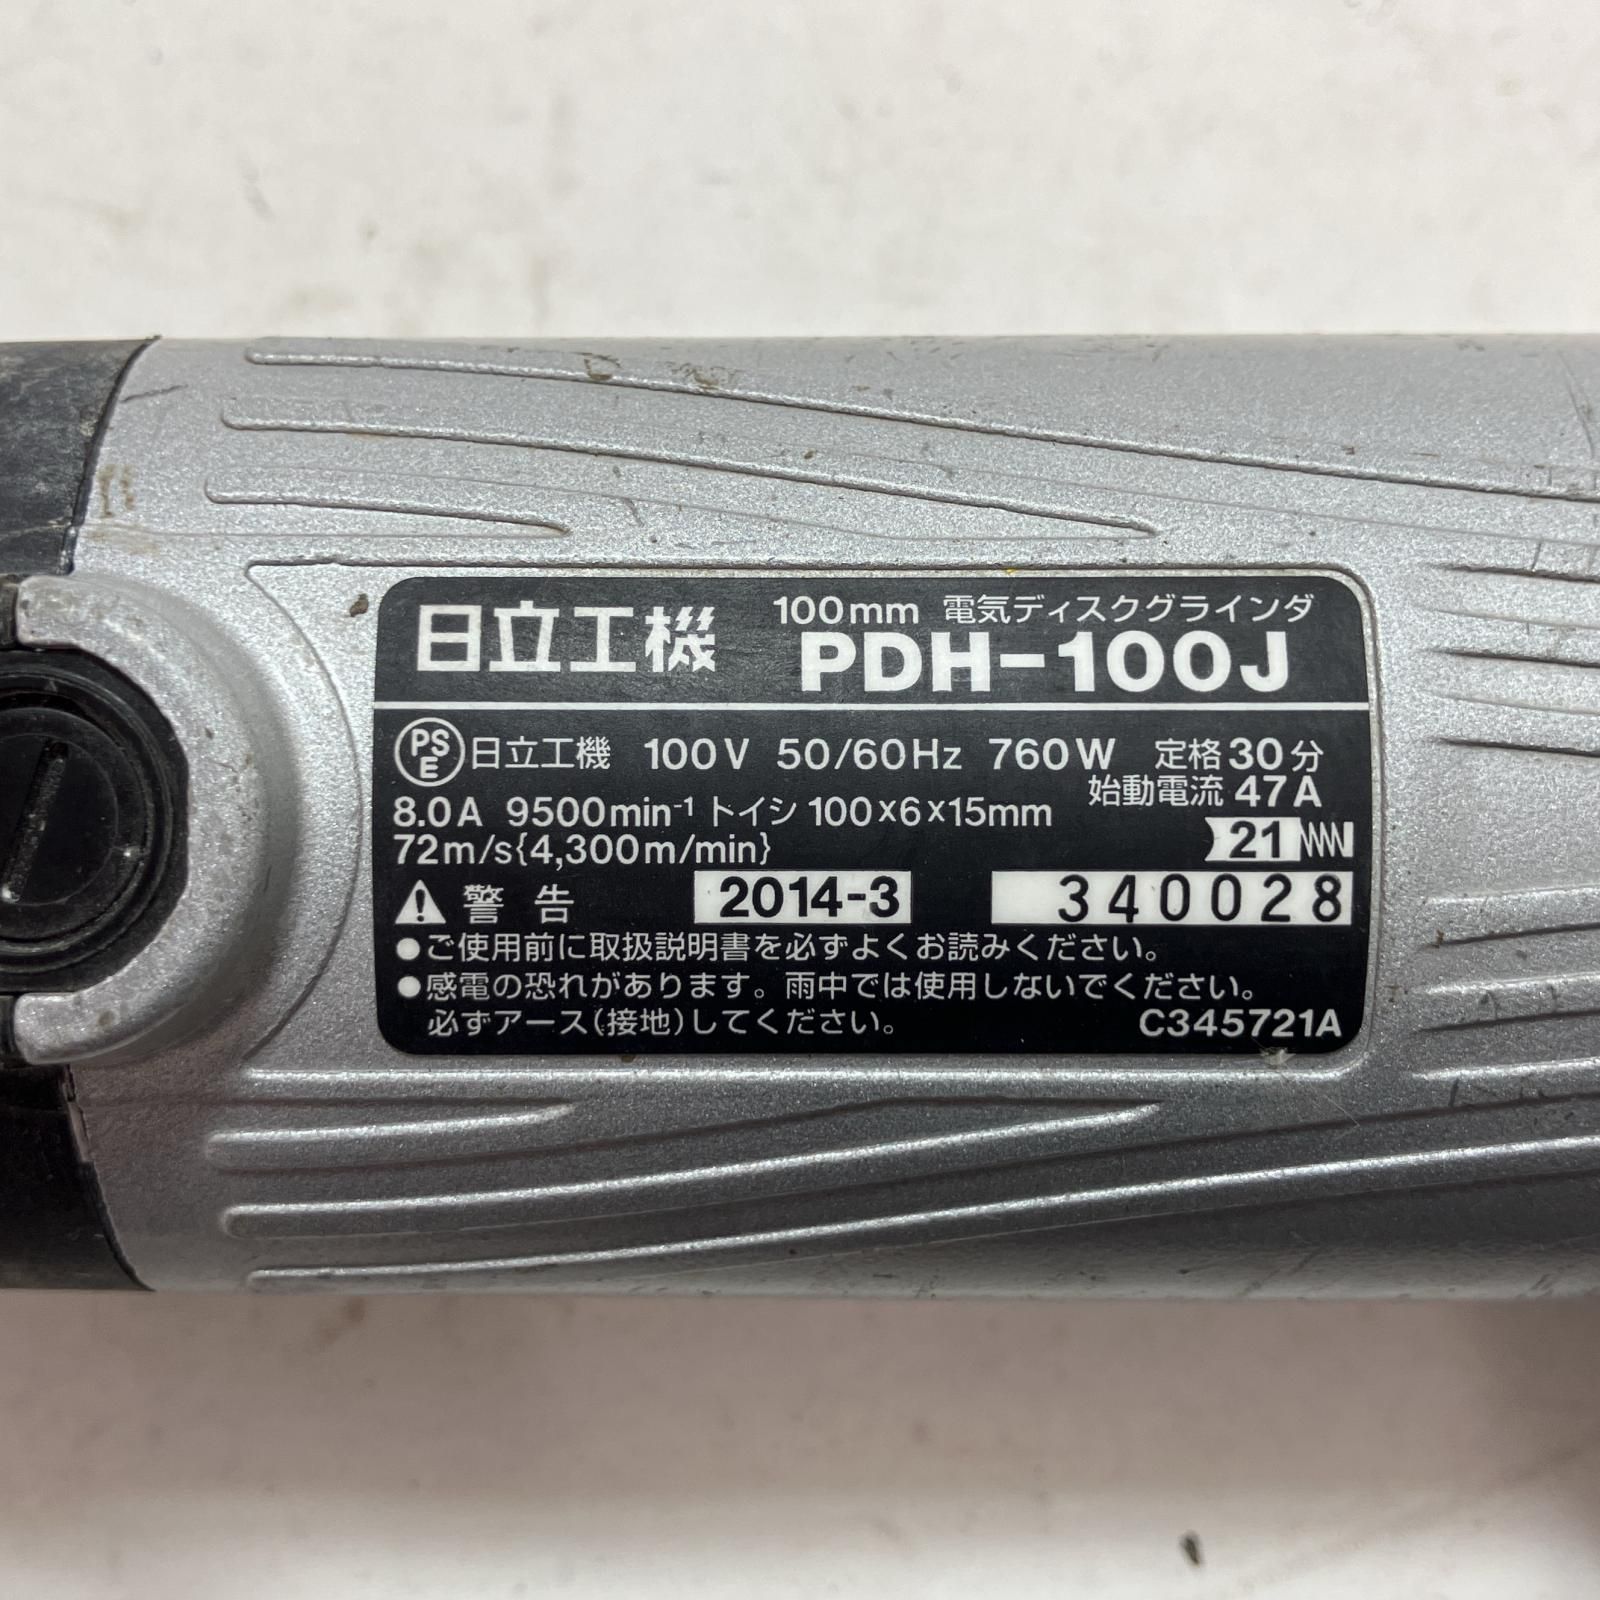 日立工機 100mm 電気ディスクグラインダ
PDH-100J
PSE 日立工機 100V 50/60Hz 760W 定格30分
始動電流 47A
8.0A 9500min⁻¹ トイシ 100×6×15mm
72m/s{4,300m/min}
21
警告 2014-3 340028
●ご使用前に取扱説明書を必ずよくお読みください。
●感電の恐れがあります。雨中では使用しないでください。
必ずアース(接地)してください。 C345721A